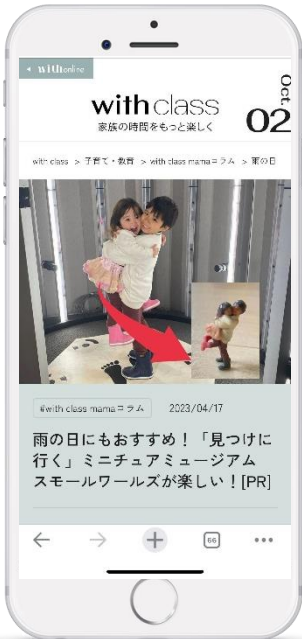 with online
with class
家族の時間をもっと楽しく
Oct.
02
with class > 子育て・教育 > with class mamaコラム > 雨の日
#with class mamaコラム 2023/04/17
雨の日にもおすすめ！「見つけに
行く」ミニチュアミュージアム
スモールワールズが楽しい！[PR]
66